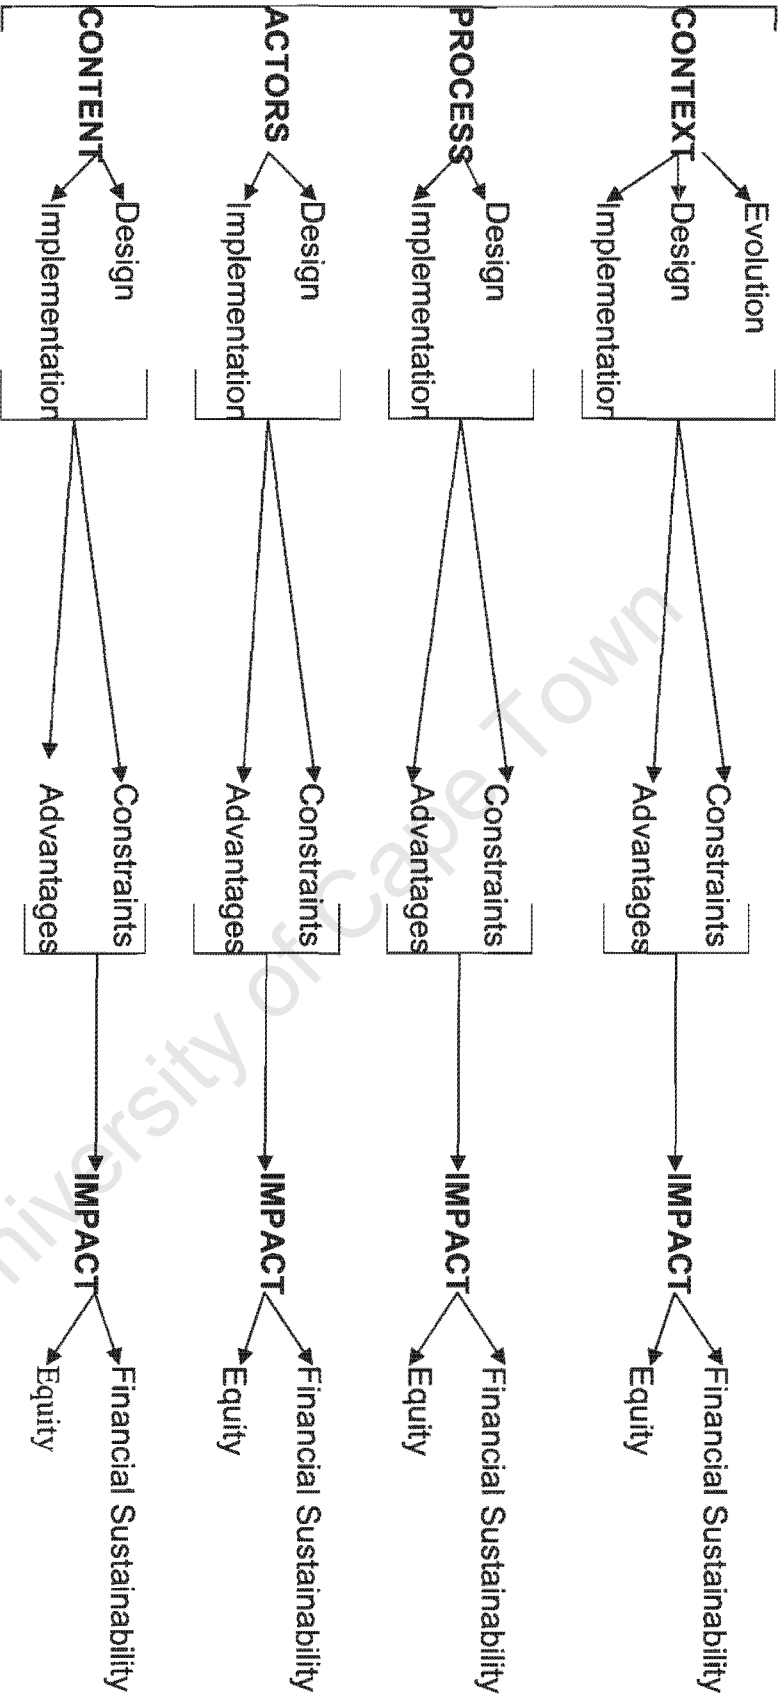 CONTEXT
Evolution
Design
Implementation
Constraints
Advantages
IMPACT
Financial Sustainability
Equity
PROCESS
Design
Implementation
Constraints
Advantages
IMPACT
Financial Sustainability
Equity
ACTORS
Design
Implementation
Constraints
Advantages
IMPACT
Financial Sustainability
Equity
CONTENT
Design
Implementation
Constraints
Advantages
IMPACT
Financial Sustainability
Equity
University of Cape Town